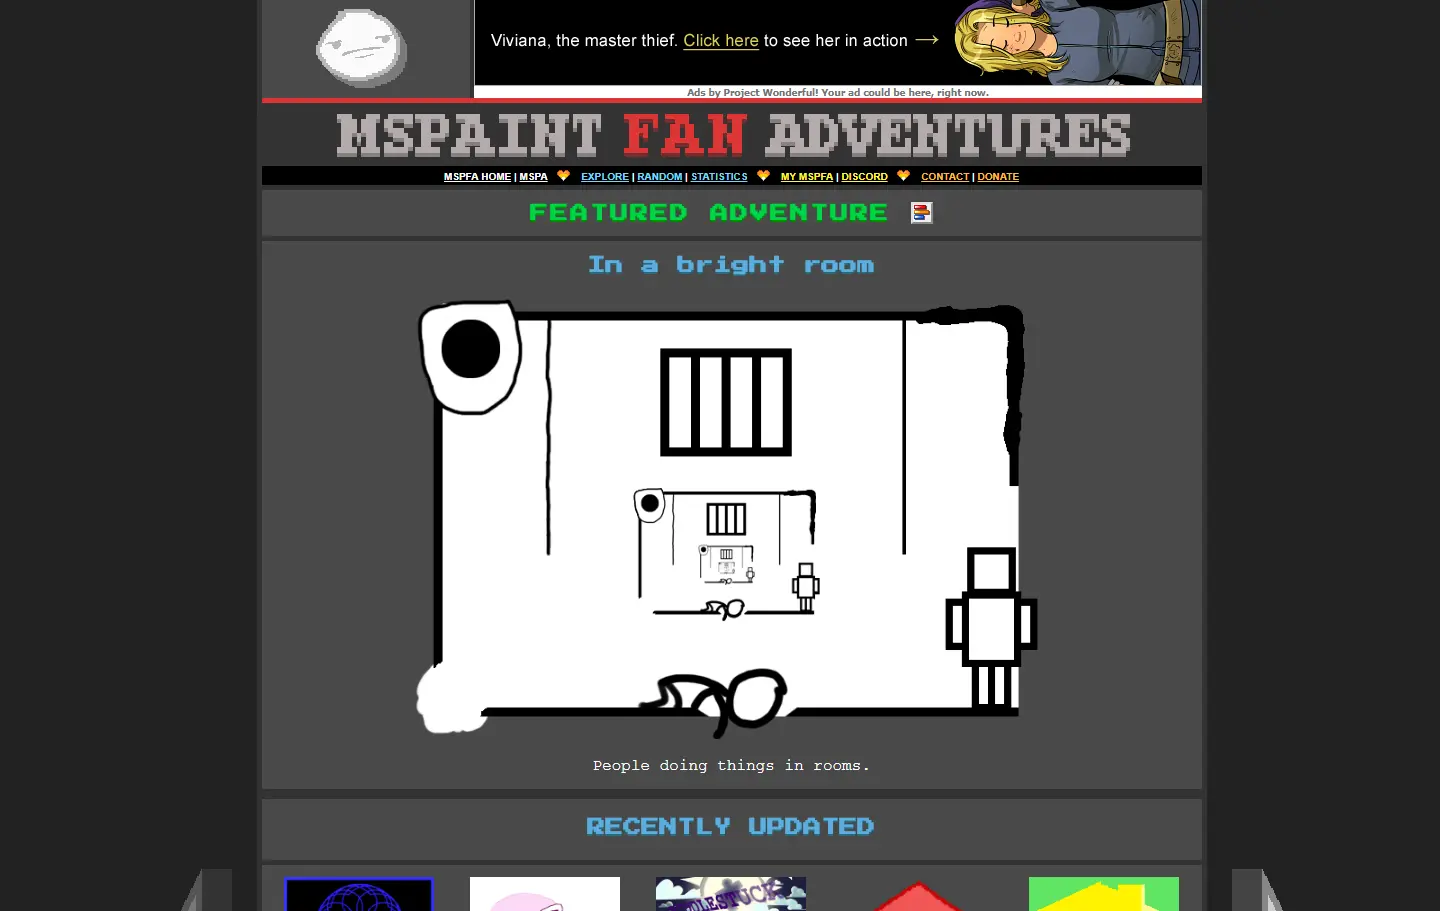 Viviana, the master thief. Click here to see her in action →
Ads by Project Wonderful! Your ad could be here, right now.
MSPAINT FAN ADVENTURES
MSPFA HOME | MSPA EXPLORE | RANDOM | STATISTICS MY MSPFA | DISCORD CONTACT | DONATE
FEATURED ADVENTURE
In a bright room
People doing things in rooms.
RECENTLY UPDATED